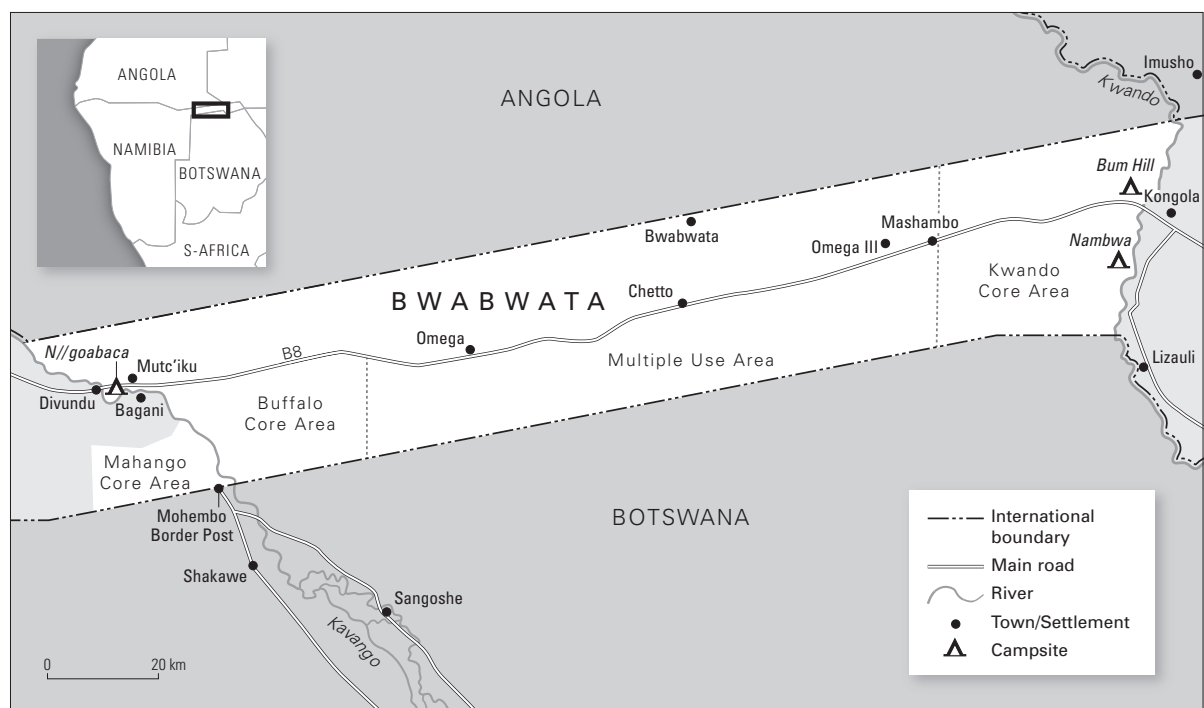 ANGOLA
NAMIBIA
BOTSWANA
S-AFRICA
ANGOLA
Imusho
Kwando
Bum Hill
Kongola
Bwabwata
Mashambo
Omega III
Nambwa
Kwando
Core Area
BWABWATA
Chetto
N//goabaca
B8
Omega
Mutc'iku
Multiple Use Area
Lizauli
Divundu
Bagani
Buffalo
Core Area
Mahango
Core Area
Mohembo
Border Post
BOTSWANA
Shakawe
Sangoshe
Kavango
0 20 km
International
boundary
Main road
River
Town/Settlement
Campsite